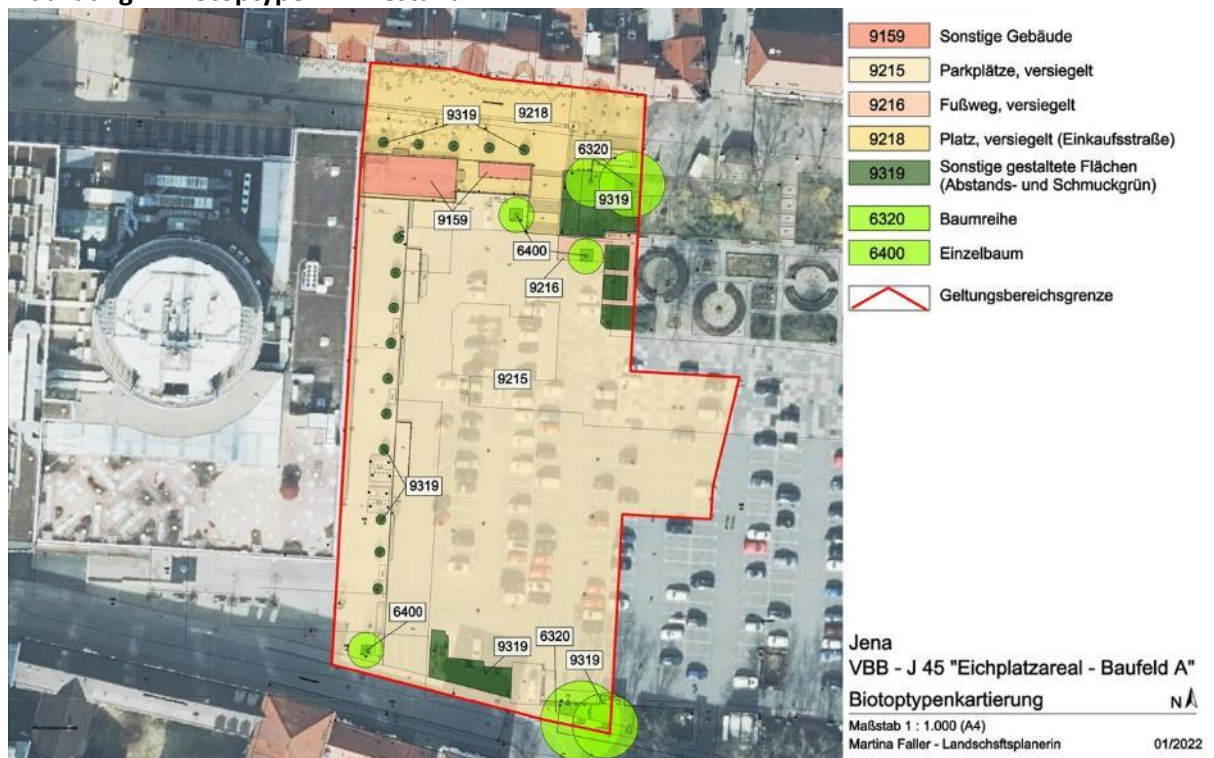 9159 Sonstige Gebäude
9215 Parkplätze, versiegelt
9216 Fußweg, versiegelt
9218 Platz, versiegelt (Einkaufsstraße)
9319 Sonstige gestaltete Flächen
(Abstands- und Schmuckgrün)
6320 Baumreihe
6400 Einzelbaum
Geltungsbereichsgrenze
9319
9218
6320
9319
9159
6400
9216
9215
9319
6400
9319
6320
9319
Jena
VBB - J 45 "Eichplatzareal - Baufeld A"
Biotoptypenkartierung
N
Maßstab 1 : 1.000 (A4)
Martina Faller - Landschsftsplanerin 01/2022